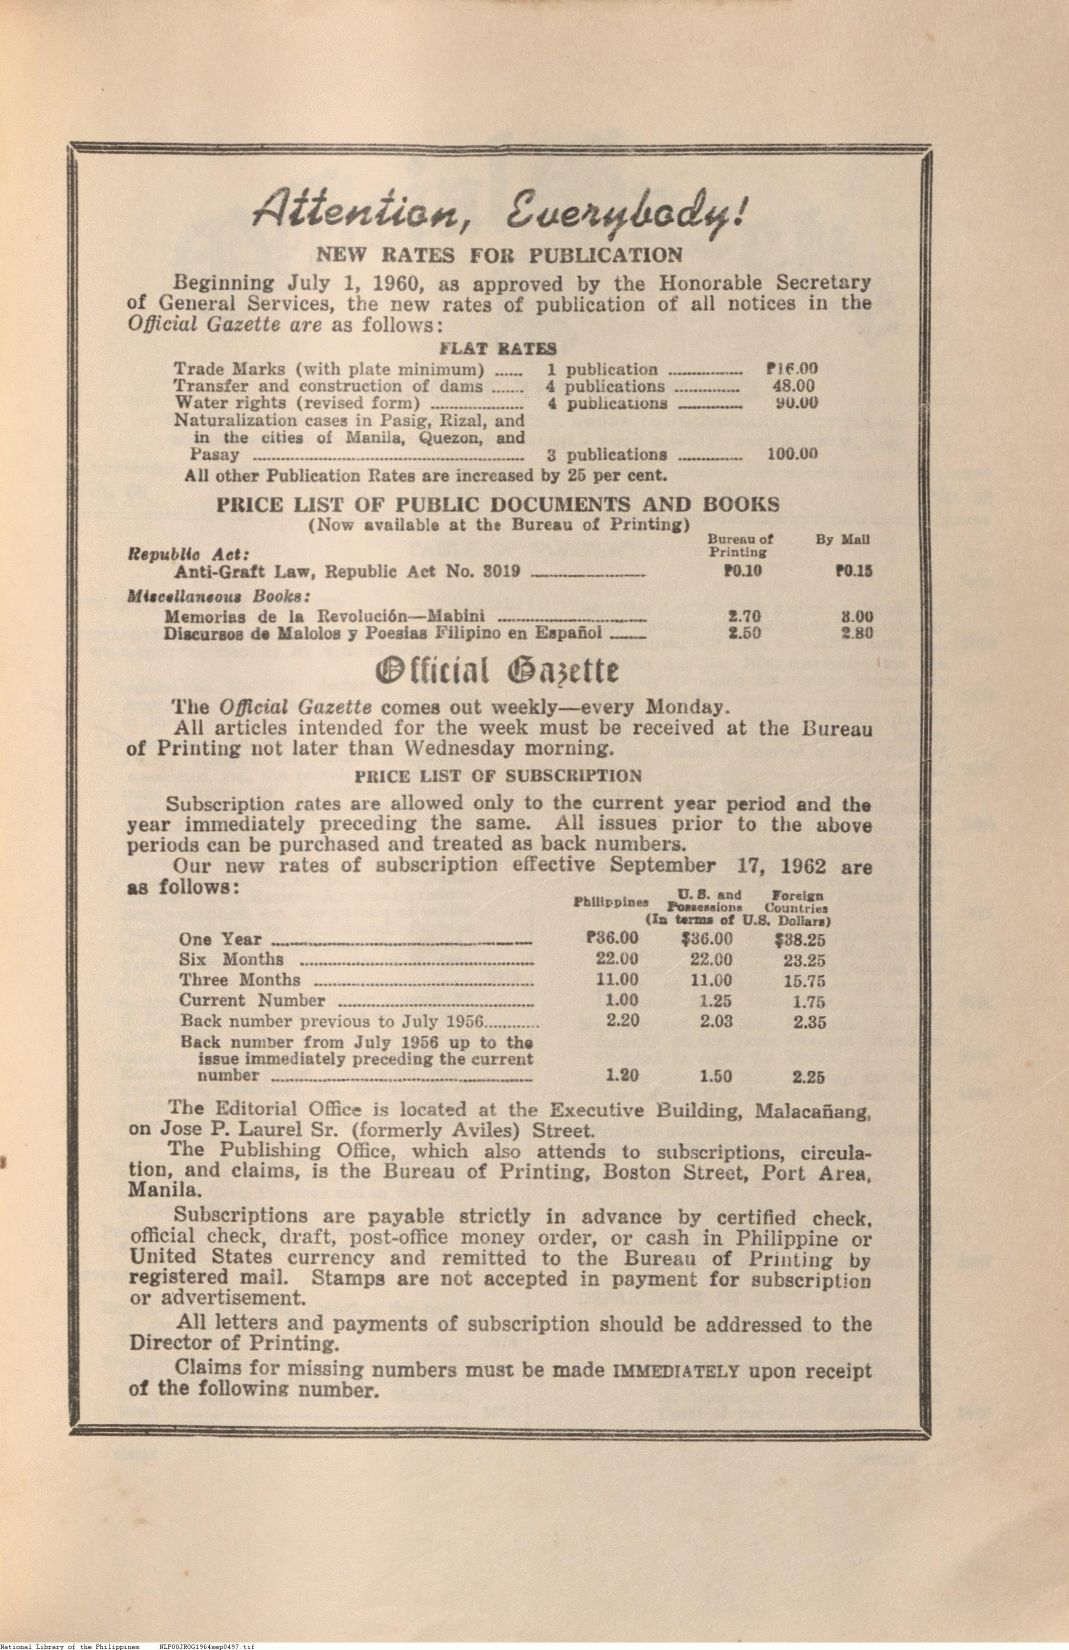 Attention, Everybody!
NEW RATES FOR PUBLICATION
Beginning July 1, 1960, as approved by the Honorable Secretary
of General Services, the new rates of publication of all notices in the
Official Gazette are as follows:
FLAT RATES
Trade Marks (with plate minimum) ...... 1 publication ............... ₱16.00
Transfer and construction of dams ....... 4 publications ............. 48.00
Water rights (revised form) ................... 4 publications ............. 90.00
Naturalization cases in Pasig, Rizal, and
in the cities of Manila, Quezon, and
Pasay ....................................................... 3 publications ............. 100.00
All other Publication Rates are increased by 25 per cent.
PRICE LIST OF PUBLIC DOCUMENTS AND BOOKS
(Now available at the Bureau of Printing)
Bureau of By Mail
Republic Act: Printing
Anti-Graft Law, Republic Act No. 3019 ....................... ₱0.10 ₱0.15
Miscellaneous Books:
Memorias de la Revolución—Mabini .............................. 2.70 3.00
Discursos de Malolos y Poesias Filipino en Español ....... 2.50 2.80
Official Gazette
The Official Gazette comes out weekly—every Monday.
All articles intended for the week must be received at the Bureau
of Printing not later than Wednesday morning.
PRICE LIST OF SUBSCRIPTION
Subscription rates are allowed only to the current year period and the
year immediately preceding the same. All issues prior to the above
periods can be purchased and treated as back numbers.
Our new rates of subscription effective September 17, 1962 are
as follows:
Philippines U. S. and Possessions Foreign Countries
(In terms of U.S. Dollars)
One Year ..................................................... ₱36.00 $36.00 $38.25
Six Months ............................................... 22.00 22.00 23.25
Three Months ............................................ 11.00 11.00 15.75
Current Number ....................................... 1.00 1.25 1.75
Back number previous to July 1956............ 2.20 2.03 2.35
Back number from July 1956 up to the
issue immediately preceding the current
number ..................................................... 1.20 1.50 2.25
The Editorial Office is located at the Executive Building, Malacañang,
on Jose P. Laurel Sr. (formerly Aviles) Street.
The Publishing Office, which also attends to subscriptions, circula-
tion, and claims, is the Bureau of Printing, Boston Street, Port Area,
Manila.
Subscriptions are payable strictly in advance by certified check,
official check, draft, post-office money order, or cash in Philippine or
United States currency and remitted to the Bureau of Printing by
registered mail. Stamps are not accepted in payment for subscription
or advertisement.
All letters and payments of subscription should be addressed to the
Director of Printing.
Claims for missing numbers must be made IMMEDIATELY upon receipt
of the following number.
National Library of the Philippines NLP00JROG1964sep0497.tif